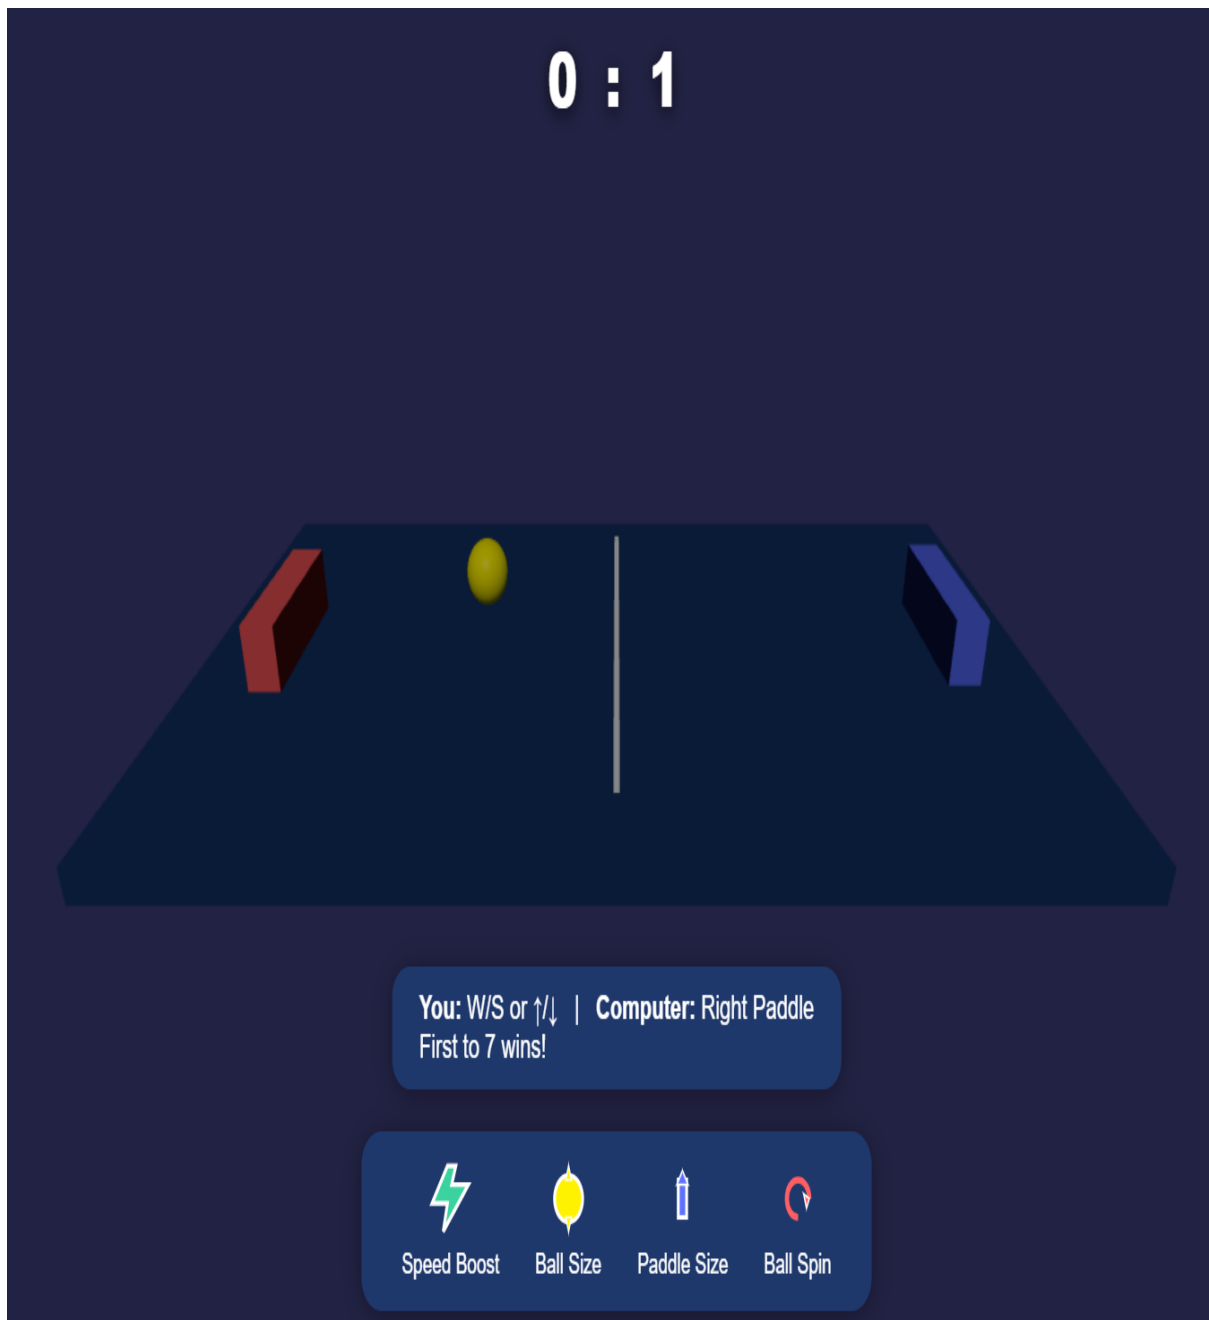 0 : 1
You: W/S or ↑/↓ | Computer: Right Paddle
First to 7 wins!
Speed Boost Ball Size Paddle Size Ball Spin